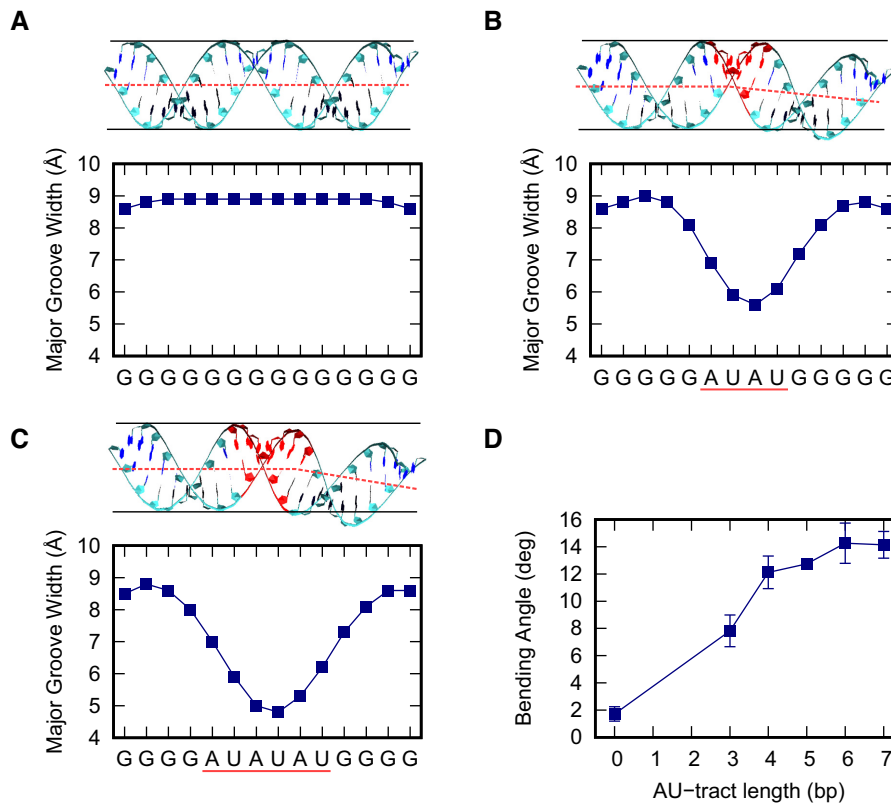 A
Major Groove Width (Å)
10
9
8
7
6
5
4
G G G G G G G G G G G G G G
B
Major Groove Width (Å)
10
9
8
7
6
5
4
G G G G G A U A U G G G G G
C
Major Groove Width (Å)
10
9
8
7
6
5
4
G G G G A U A U A U G G G G
D
Bending Angle (deg)
16
14
12
10
8
6
4
2
0
0 1 2 3 4 5 6 7
AU−tract length (bp)